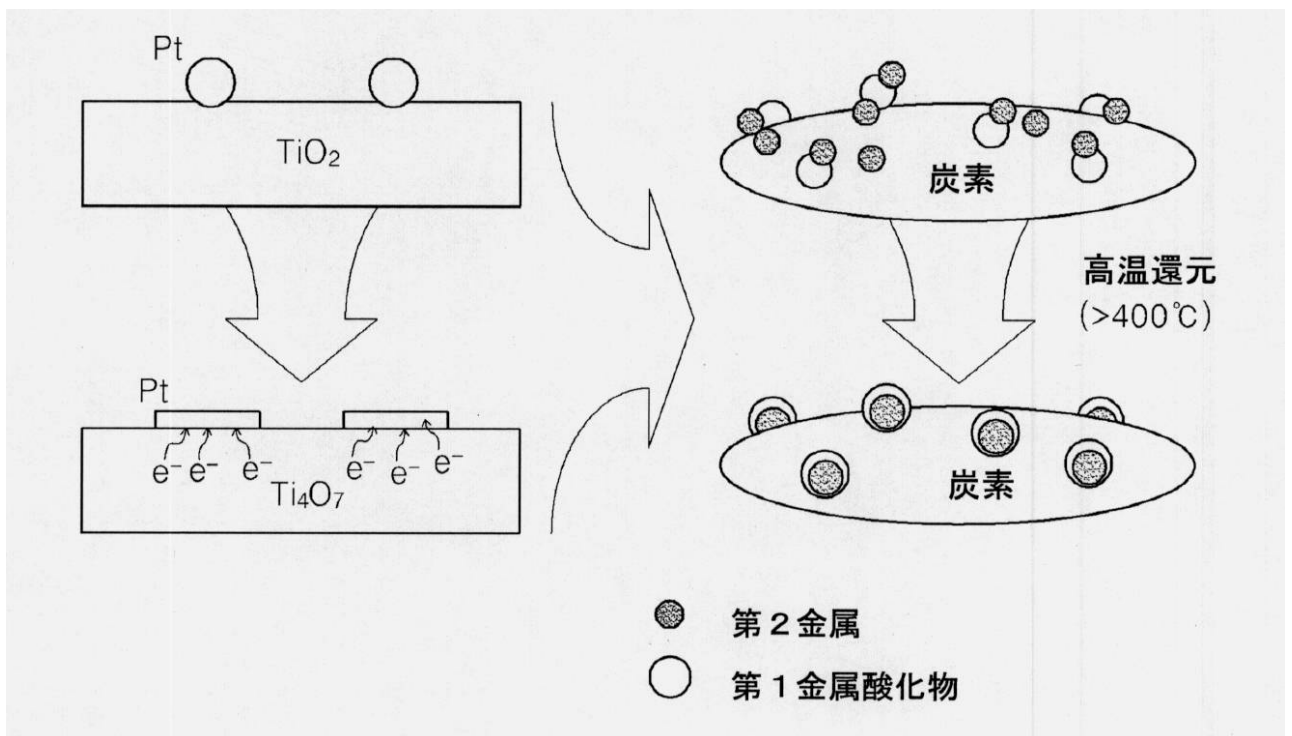 Pt
TiO₂
炭素
高温還元
(>400℃)
Pt
e⁻ e⁻ e⁻ e⁻ e⁻ e⁻
Ti₄O₇
炭素
第２金属
第１金属酸化物